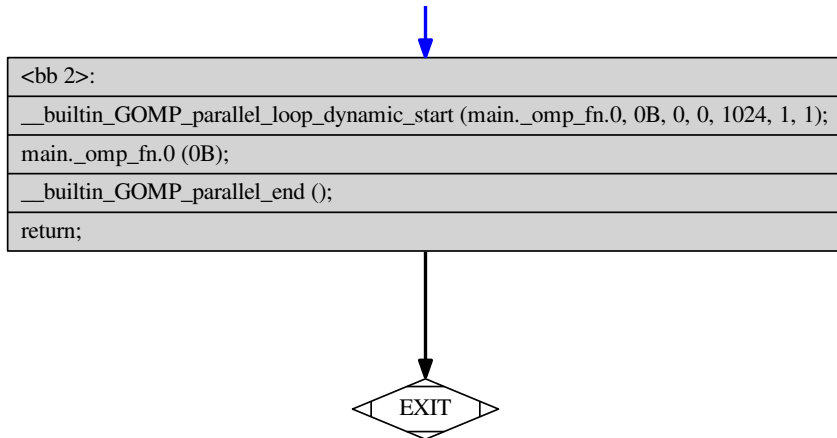 <bb 2>:
__builtin_GOMP_parallel_loop_dynamic_start (main._omp_fn.0, 0B, 0, 0, 1024, 1, 1);
main._omp_fn.0 (0B);
__builtin_GOMP_parallel_end ();
return;
EXIT